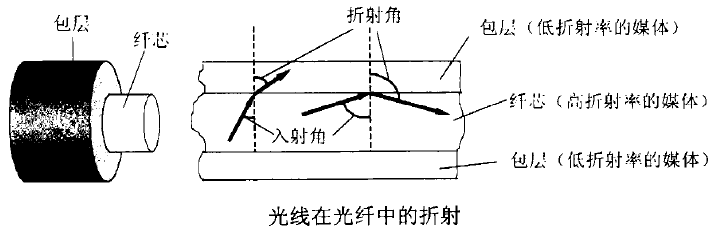 包层
纤芯
折射角
入射角
包层（低折射率的媒体）
纤芯（高折射率的媒体）
包层（低折射率的媒体）
光线在光纤中的折射